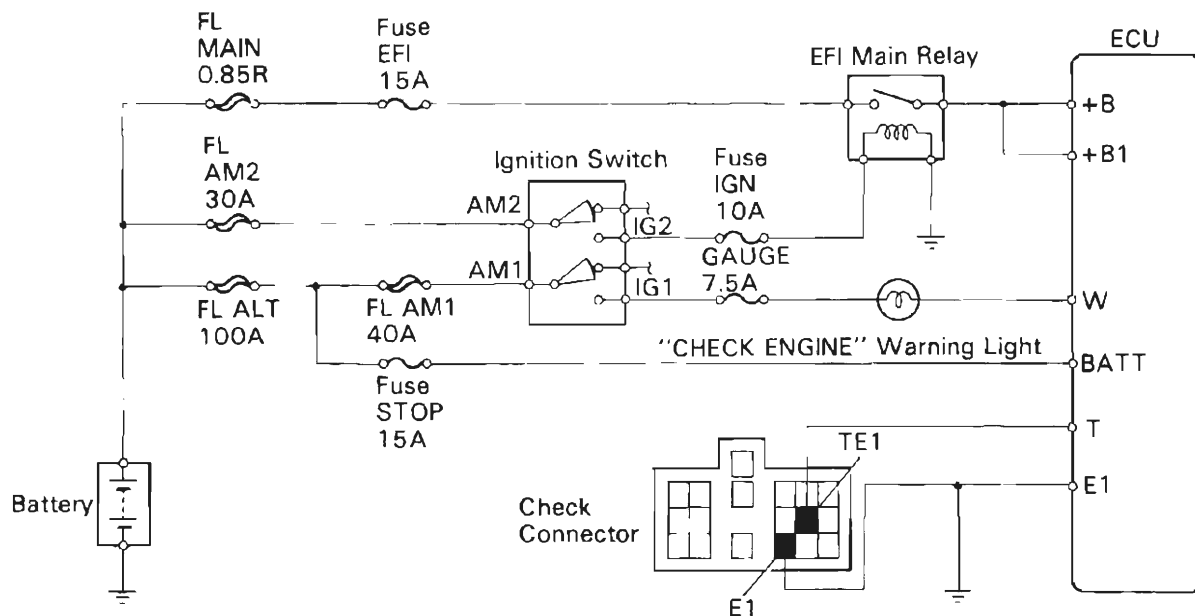 FL
MAIN
0.85R
Fuse
EFI
15A
EFI Main Relay
ECU
+B
+B1
FL
AM2
30A
Ignition Switch
Fuse
IGN
10A
AM2
IG2
GAUGE
7.5A
AM1
IG1
W
FL ALT
100A
FL AM1
40A
"CHECK ENGINE" Warning Light
BATT
Fuse
STOP
15A
T
TE1
E1
Battery
Check
Connector
E1